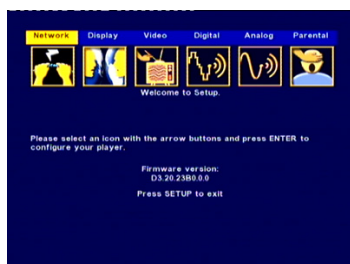 Network Display Video Digital Analog Parental
Welcome to Setup.
Please select an icon with the arrow buttons and press ENTER to
configure your player.
Firmware version:
D3.20.23B0.0.0
Press SETUP to exit